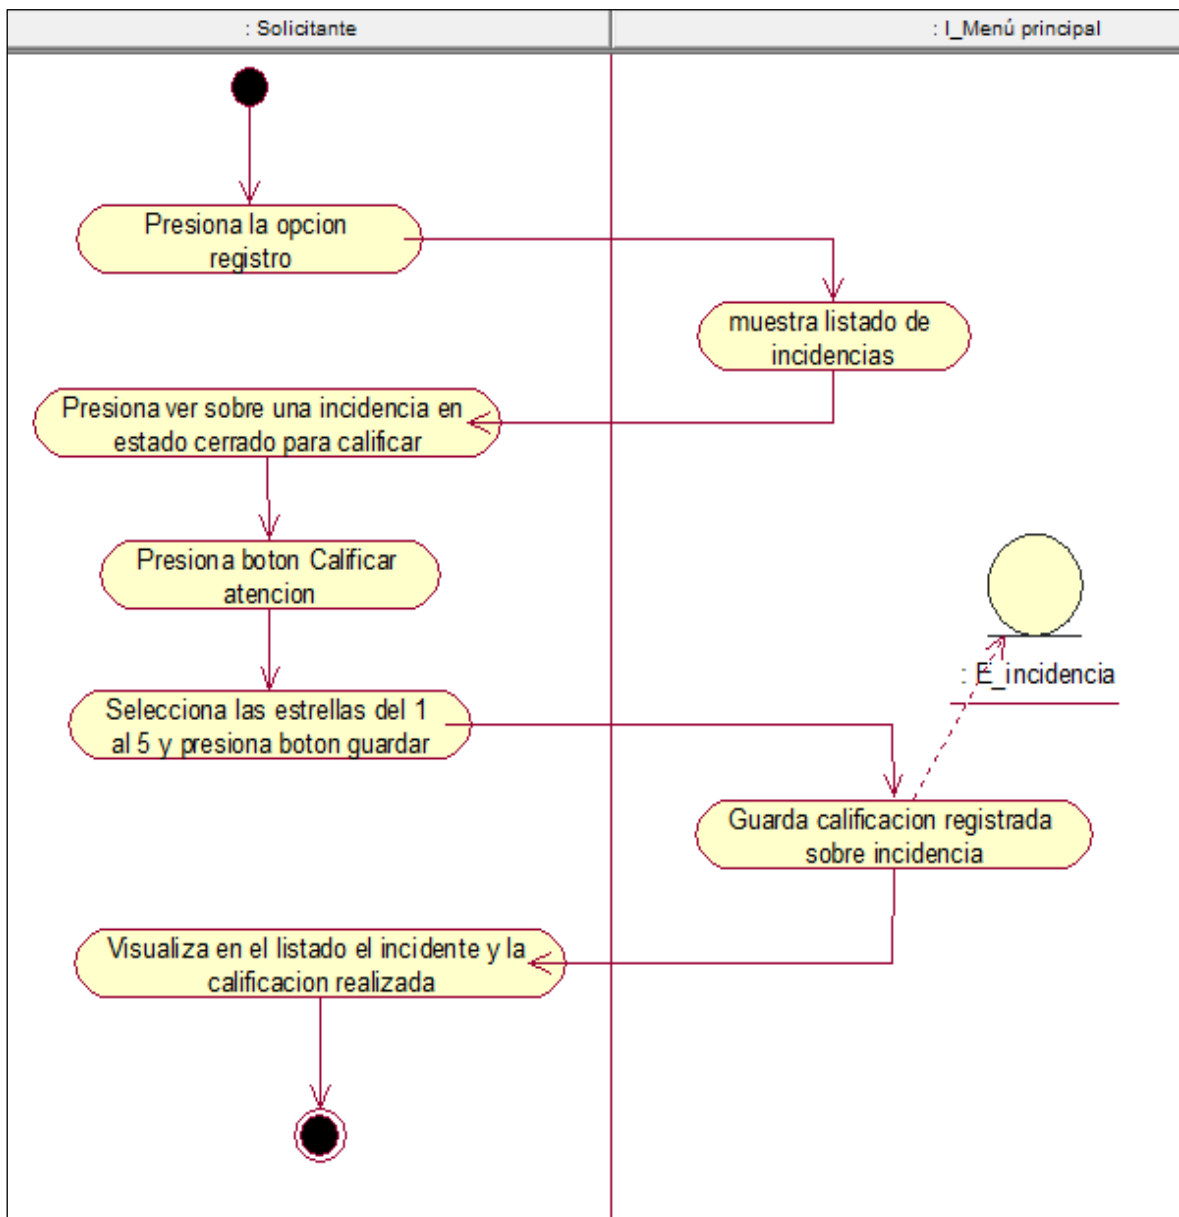 : Solicitante
: I_Menú principal
Presiona la opcion
registro
muestra listado de
incidencias
Presiona ver sobre una incidencia en
estado cerrado para calificar
Presiona boton Calificar
atencion
: E_incidencia
Selecciona las estrellas del 1
al 5 y presiona boton guardar
Guarda calificacion registrada
sobre incidencia
Visualiza en el listado el incidente y la
calificacion realizada